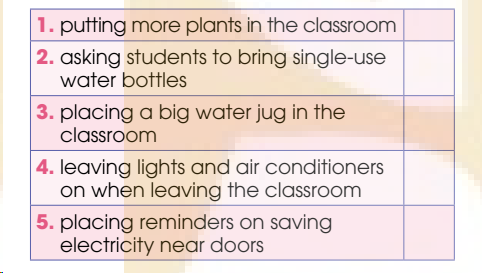 1. putting more plants in the classroom
2. asking students to bring single-use
water bottles
3. placing a big water jug in the
classroom
4. leaving lights and air conditioners
on when leaving the classroom
5. placing reminders on saving
electricity near doors